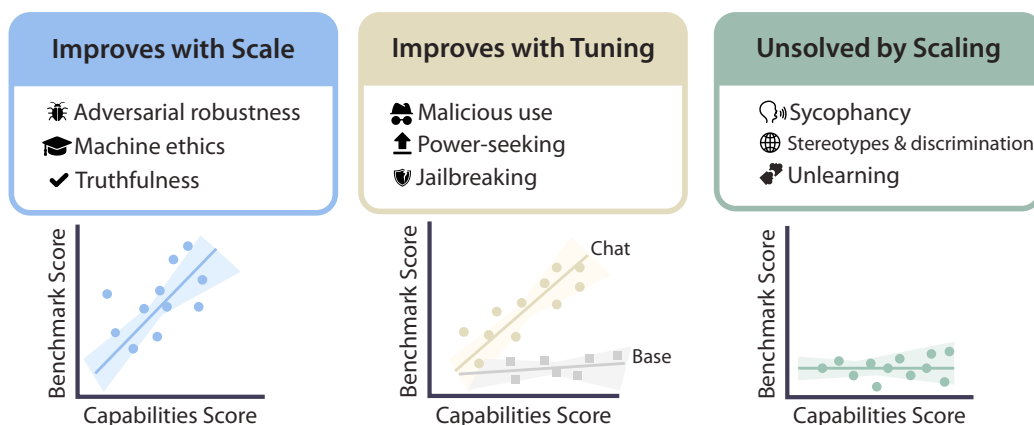 Improves with Scale
Adversarial robustness
Machine ethics
Truthfulness
Improves with Tuning
Malicious use
Power-seeking
Jailbreaking
Unsolved by Scaling
Sycophancy
Stereotypes & discrimination
Unlearning
Benchmark Score
Capabilities Score
Benchmark Score
Chat
Base
Capabilities Score
Benchmark Score
Capabilities Score